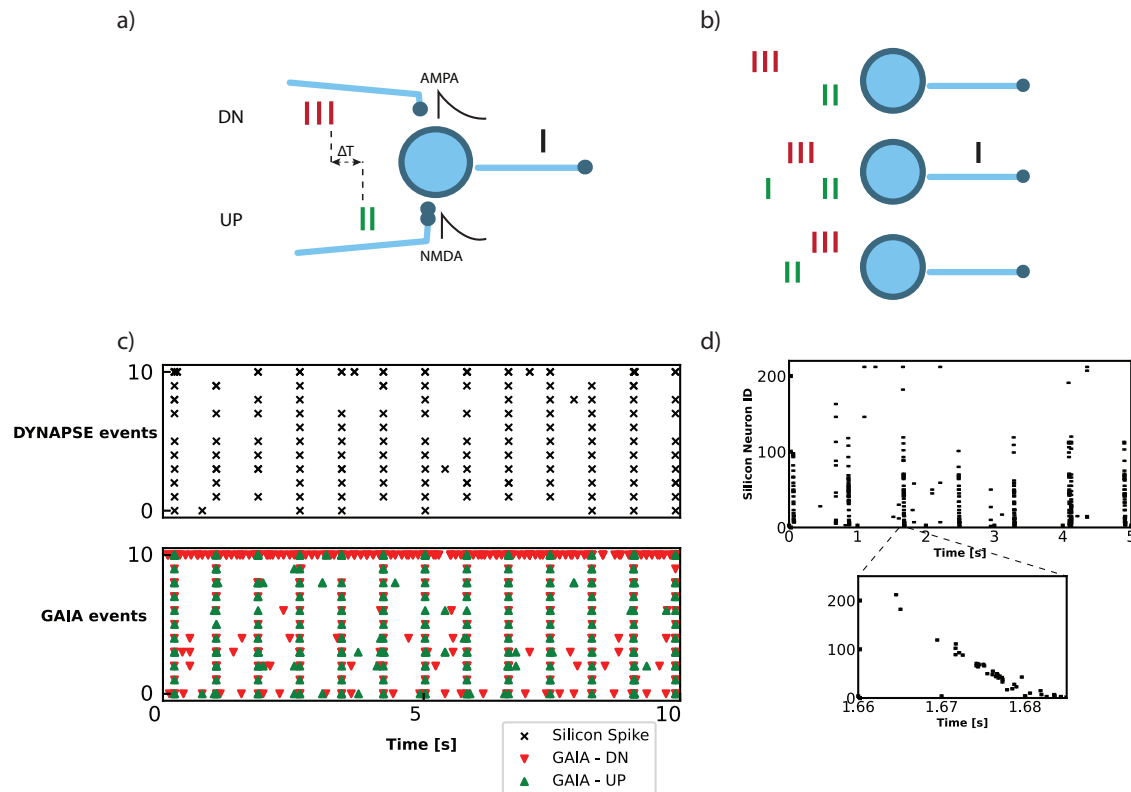 a)
b)
AMPA
DN
ΔT
UP
NMDA
c)
d)
10
DYNAPSE events
0
10
GAIA events
0
0
5
10
Time [s]
Silicon Spike
GAIA - DN
GAIA - UP
200
Silicon Neuron ID
100
0
0
1
2
3
4
5
Time [s]
200
100
0
1.66
1.67
1.68
Time [s]